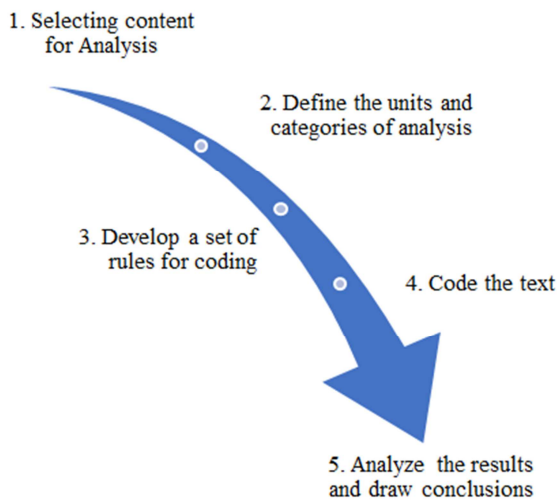 1. Selecting content
for Analysis
2. Define the units and
categories of analysis
3. Develop a set of
rules for coding
4. Code the text
5. Analyze the results
and draw conclusions